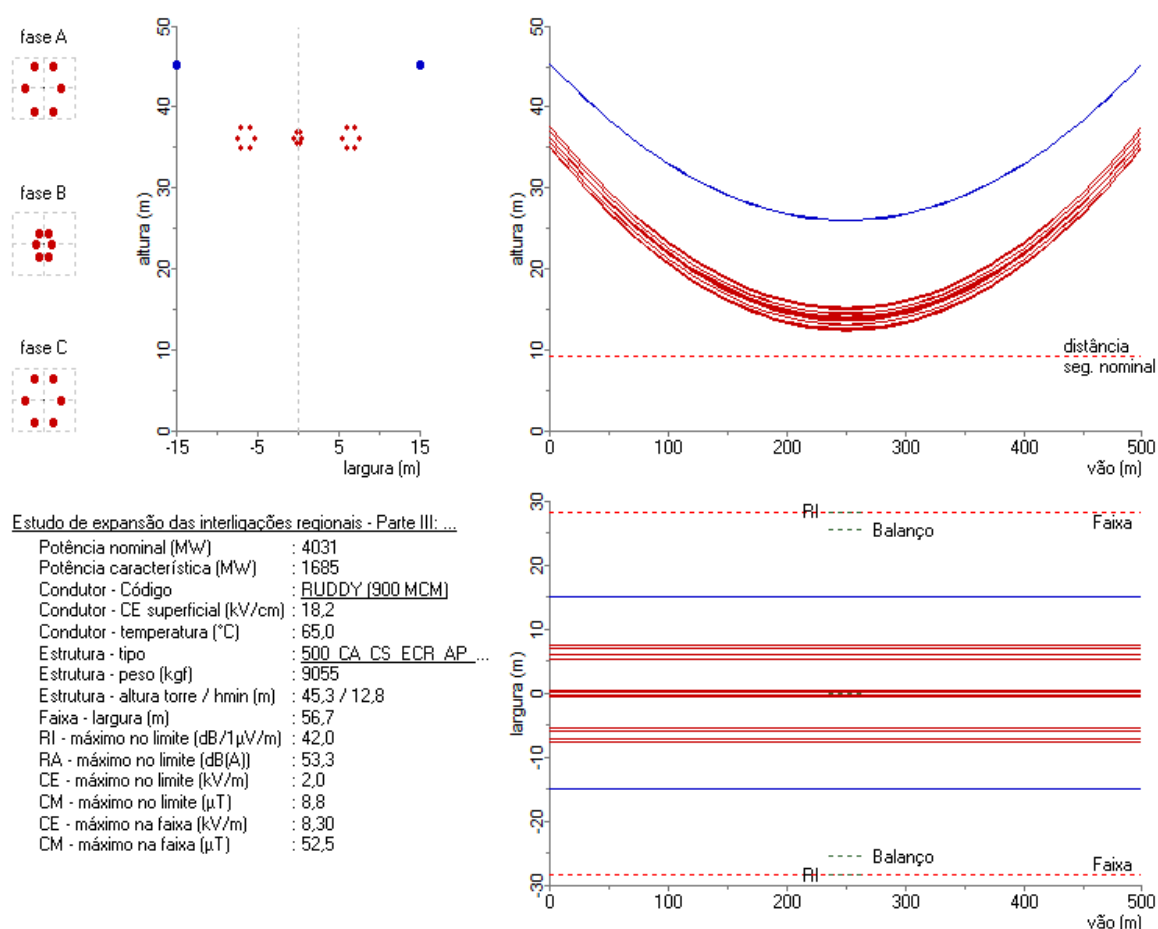 fase A
fase B
fase C
50
40
30
20
10
0
altura (m)
-15
-5
5
15
largura (m)
50
40
30
20
10
0
altura (m)
distância
seg. nominal
0
100
200
300
400
500
vão (m)
Estudo de expansão das interligações regionais - Parte III: ...
Potência nominal (MW) : 4031
Potência característica (MW) : 1685
Condutor - Código : RUDDY (900 MCM)
Condutor - CE superficial (kV/cm) : 18,2
Condutor - temperatura (°C) : 65,0
Estrutura - tipo : 500_CA_CS_ECR_AP_...
Estrutura - peso (kgf) : 9055
Estrutura - altura torre / hmin (m) : 45,3 / 12,8
Faixa - largura (m) : 56,7
RI - máximo no limite (dB/1µV/m) : 42,0
RA - máximo no limite (dB(A)) : 53,3
CE - máximo no limite (kV/m) : 2,0
CM - máximo no limite (µT) : 8,8
CE - máximo na faixa (kV/m) : 8,30
CM - máximo na faixa (µT) : 52,5
30
20
10
0
-10
-20
-30
largura (m)
RI
Balanço
Faixa
Balanço
RI
Faixa
0
100
200
300
400
500
vão (m)